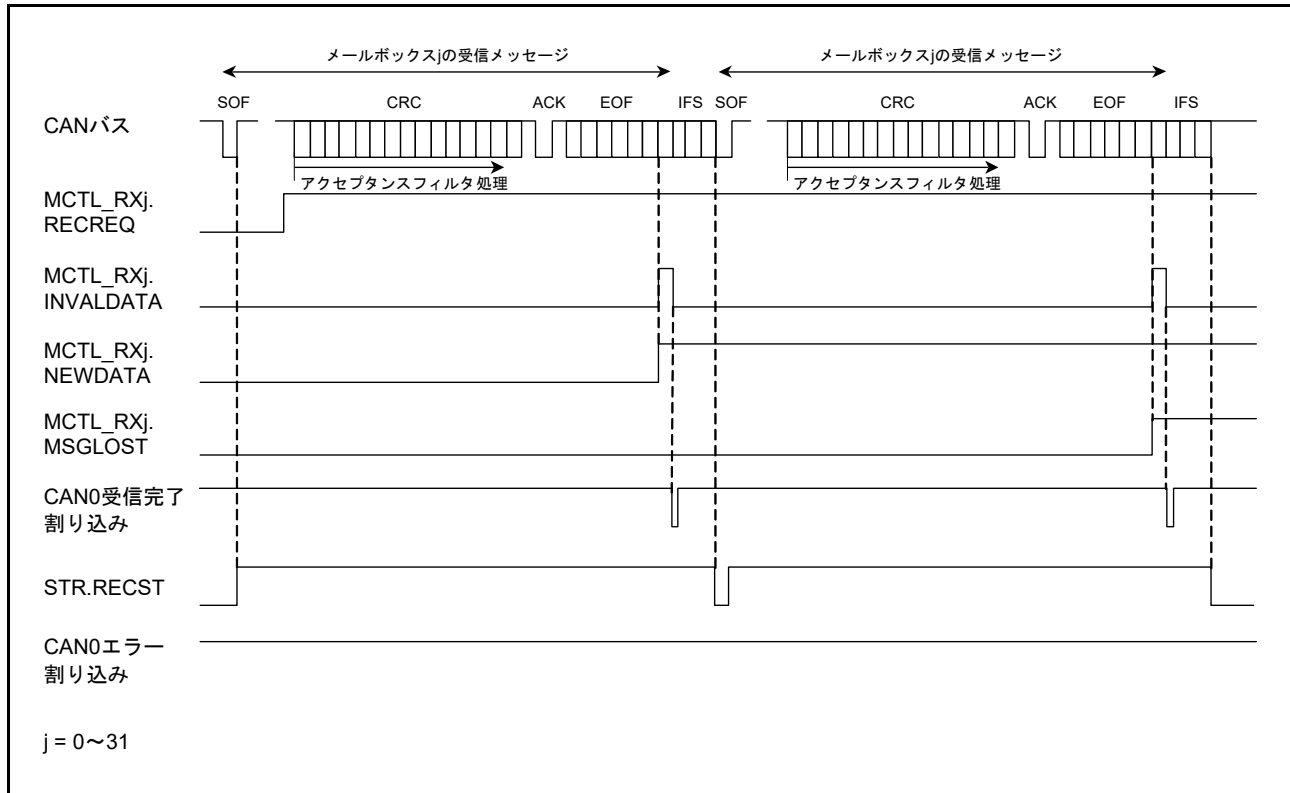 メールボックスjの受信メッセージ メールボックスjの受信メッセージ
SOF CRC ACK EOF IFS SOF CRC ACK EOF IFS
CANバス
アクセプタンスフィルタ処理 アクセプタンスフィルタ処理
MCTL_RXj.
RECREQ
MCTL_RXj.
INVALDATA
MCTL_RXj.
NEWDATA
MCTL_RXj.
MSGLOST
CAN0受信完了
割り込み
STR.RECST
CAN0エラー
割り込み
j = 0～31